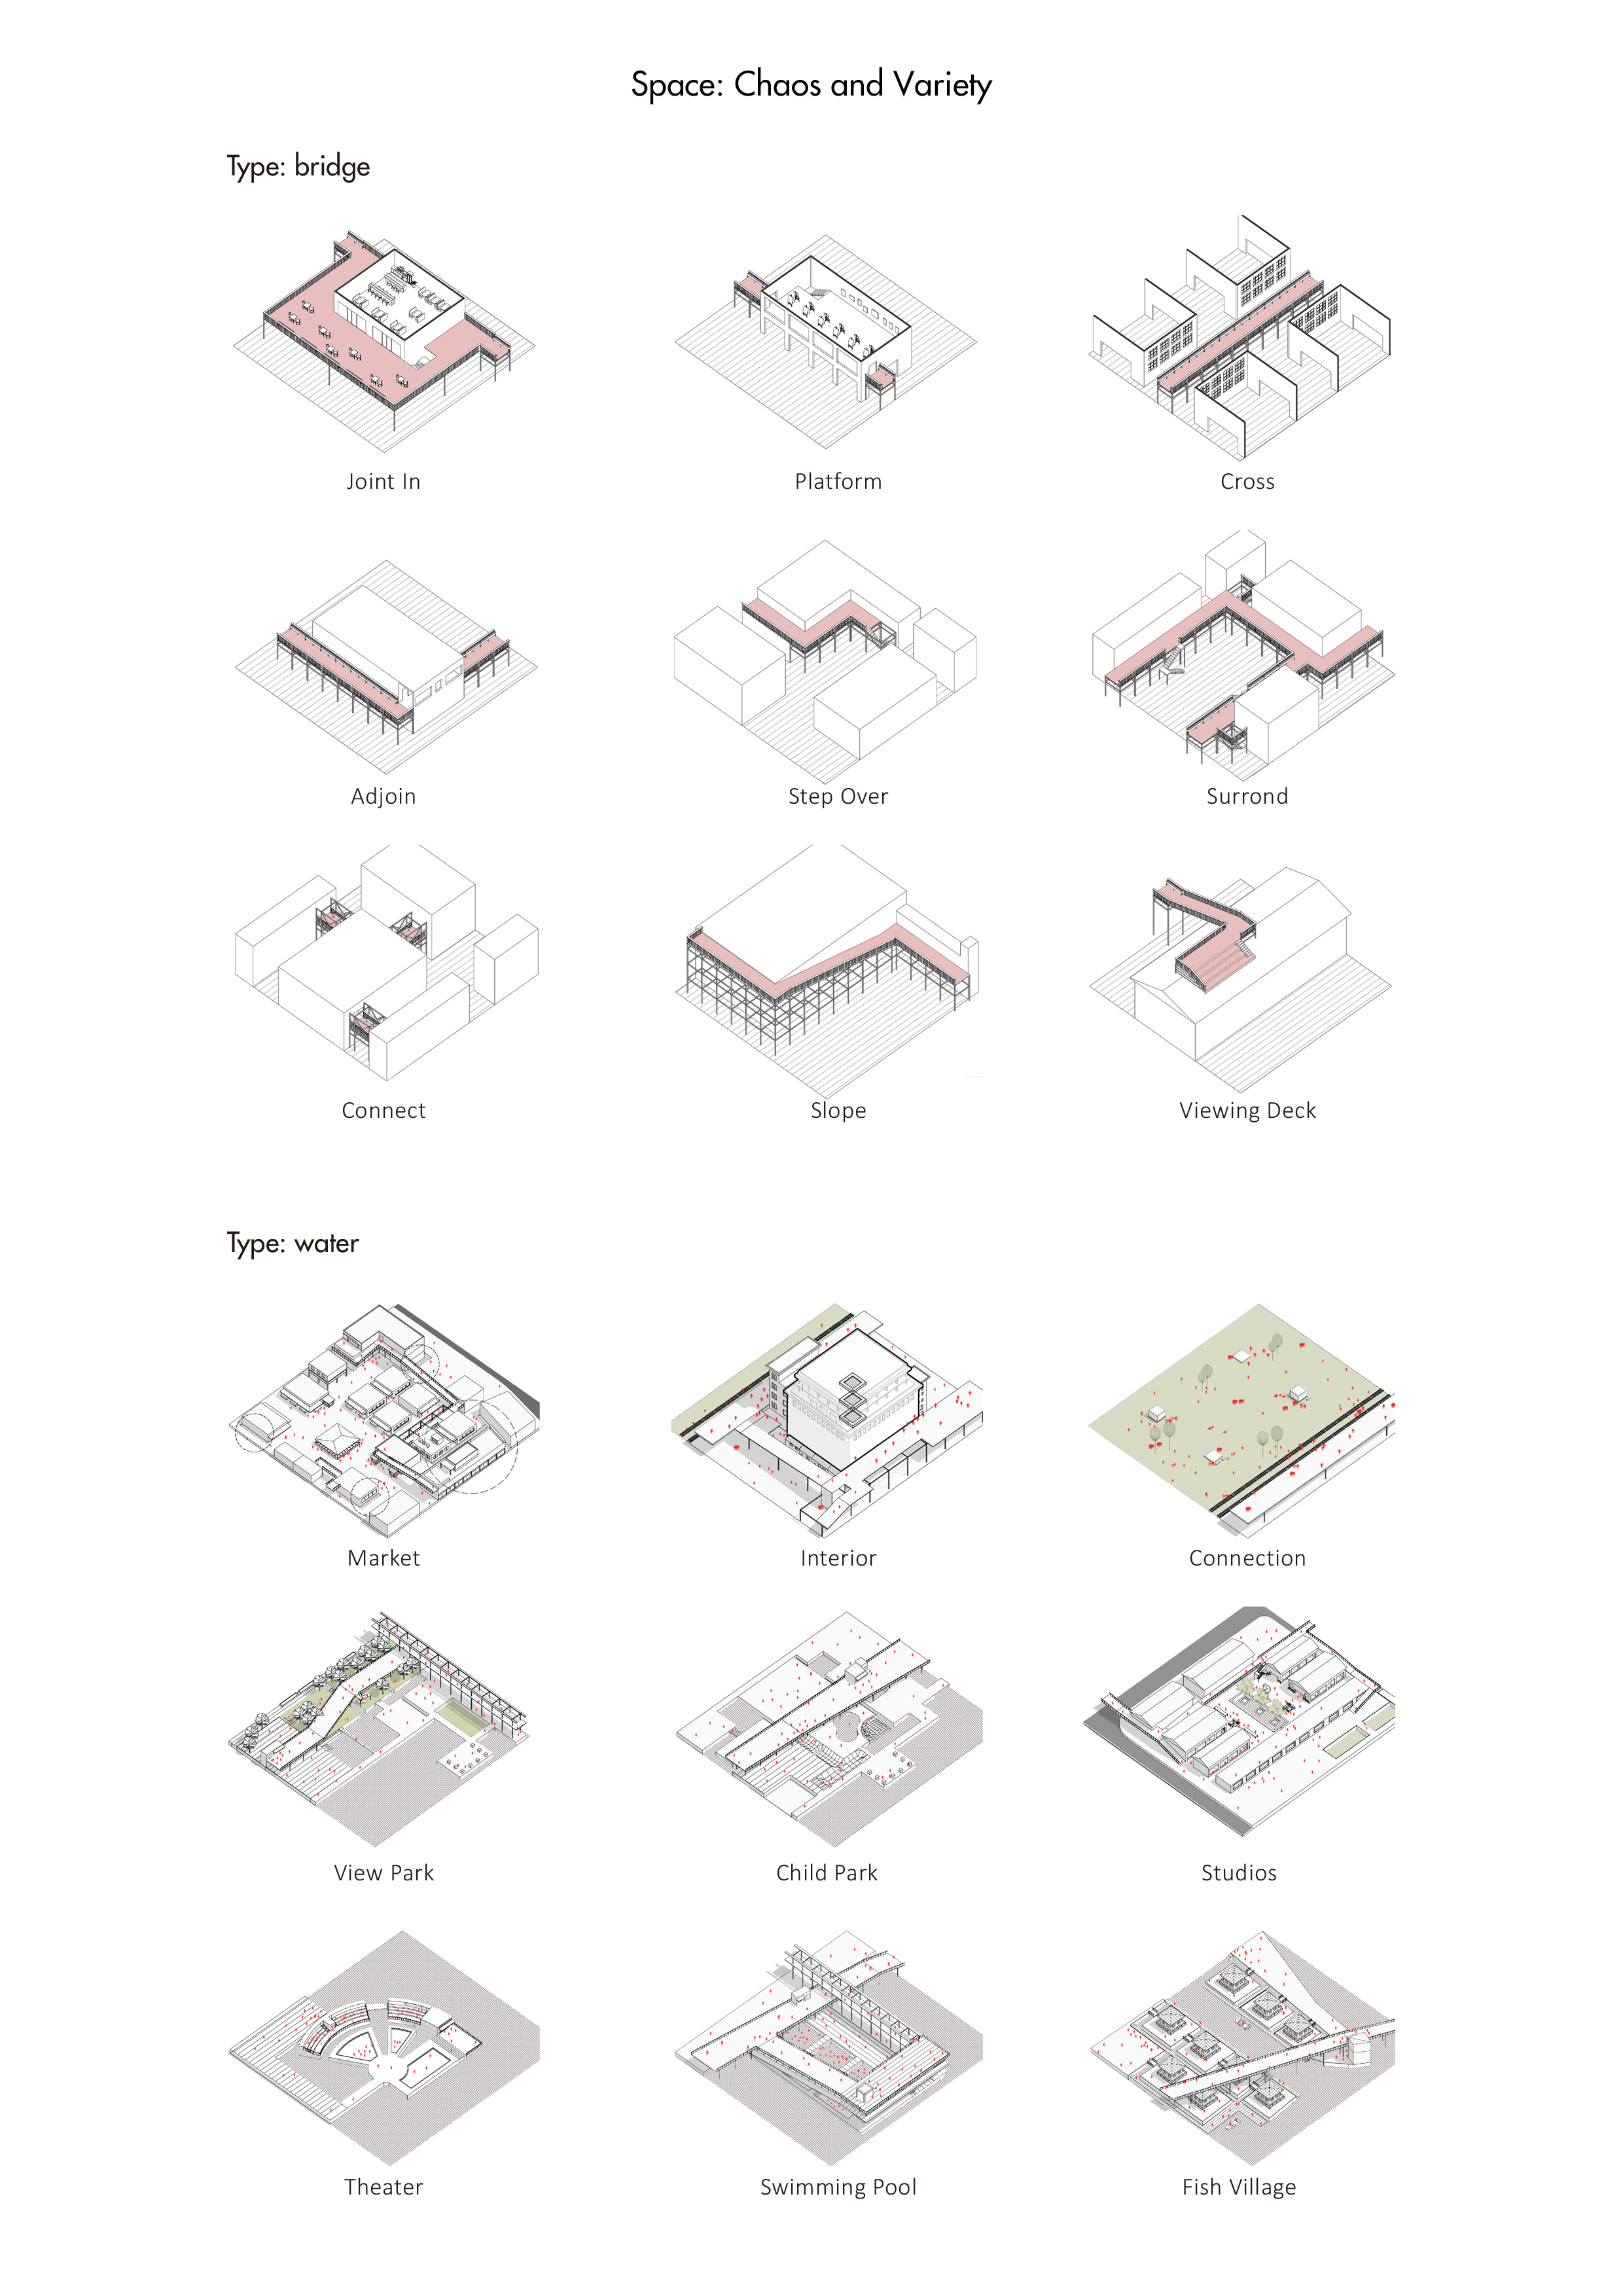 Space: Chaos and Variety
Type: bridge
Joint In
Platform
Cross
Adjoin
Step Over
Surrond
Connect
Slope
Viewing Deck
Type: water
Market
Interior
Connection
View Park
Child Park
Studios
Theater
Swimming Pool
Fish Village